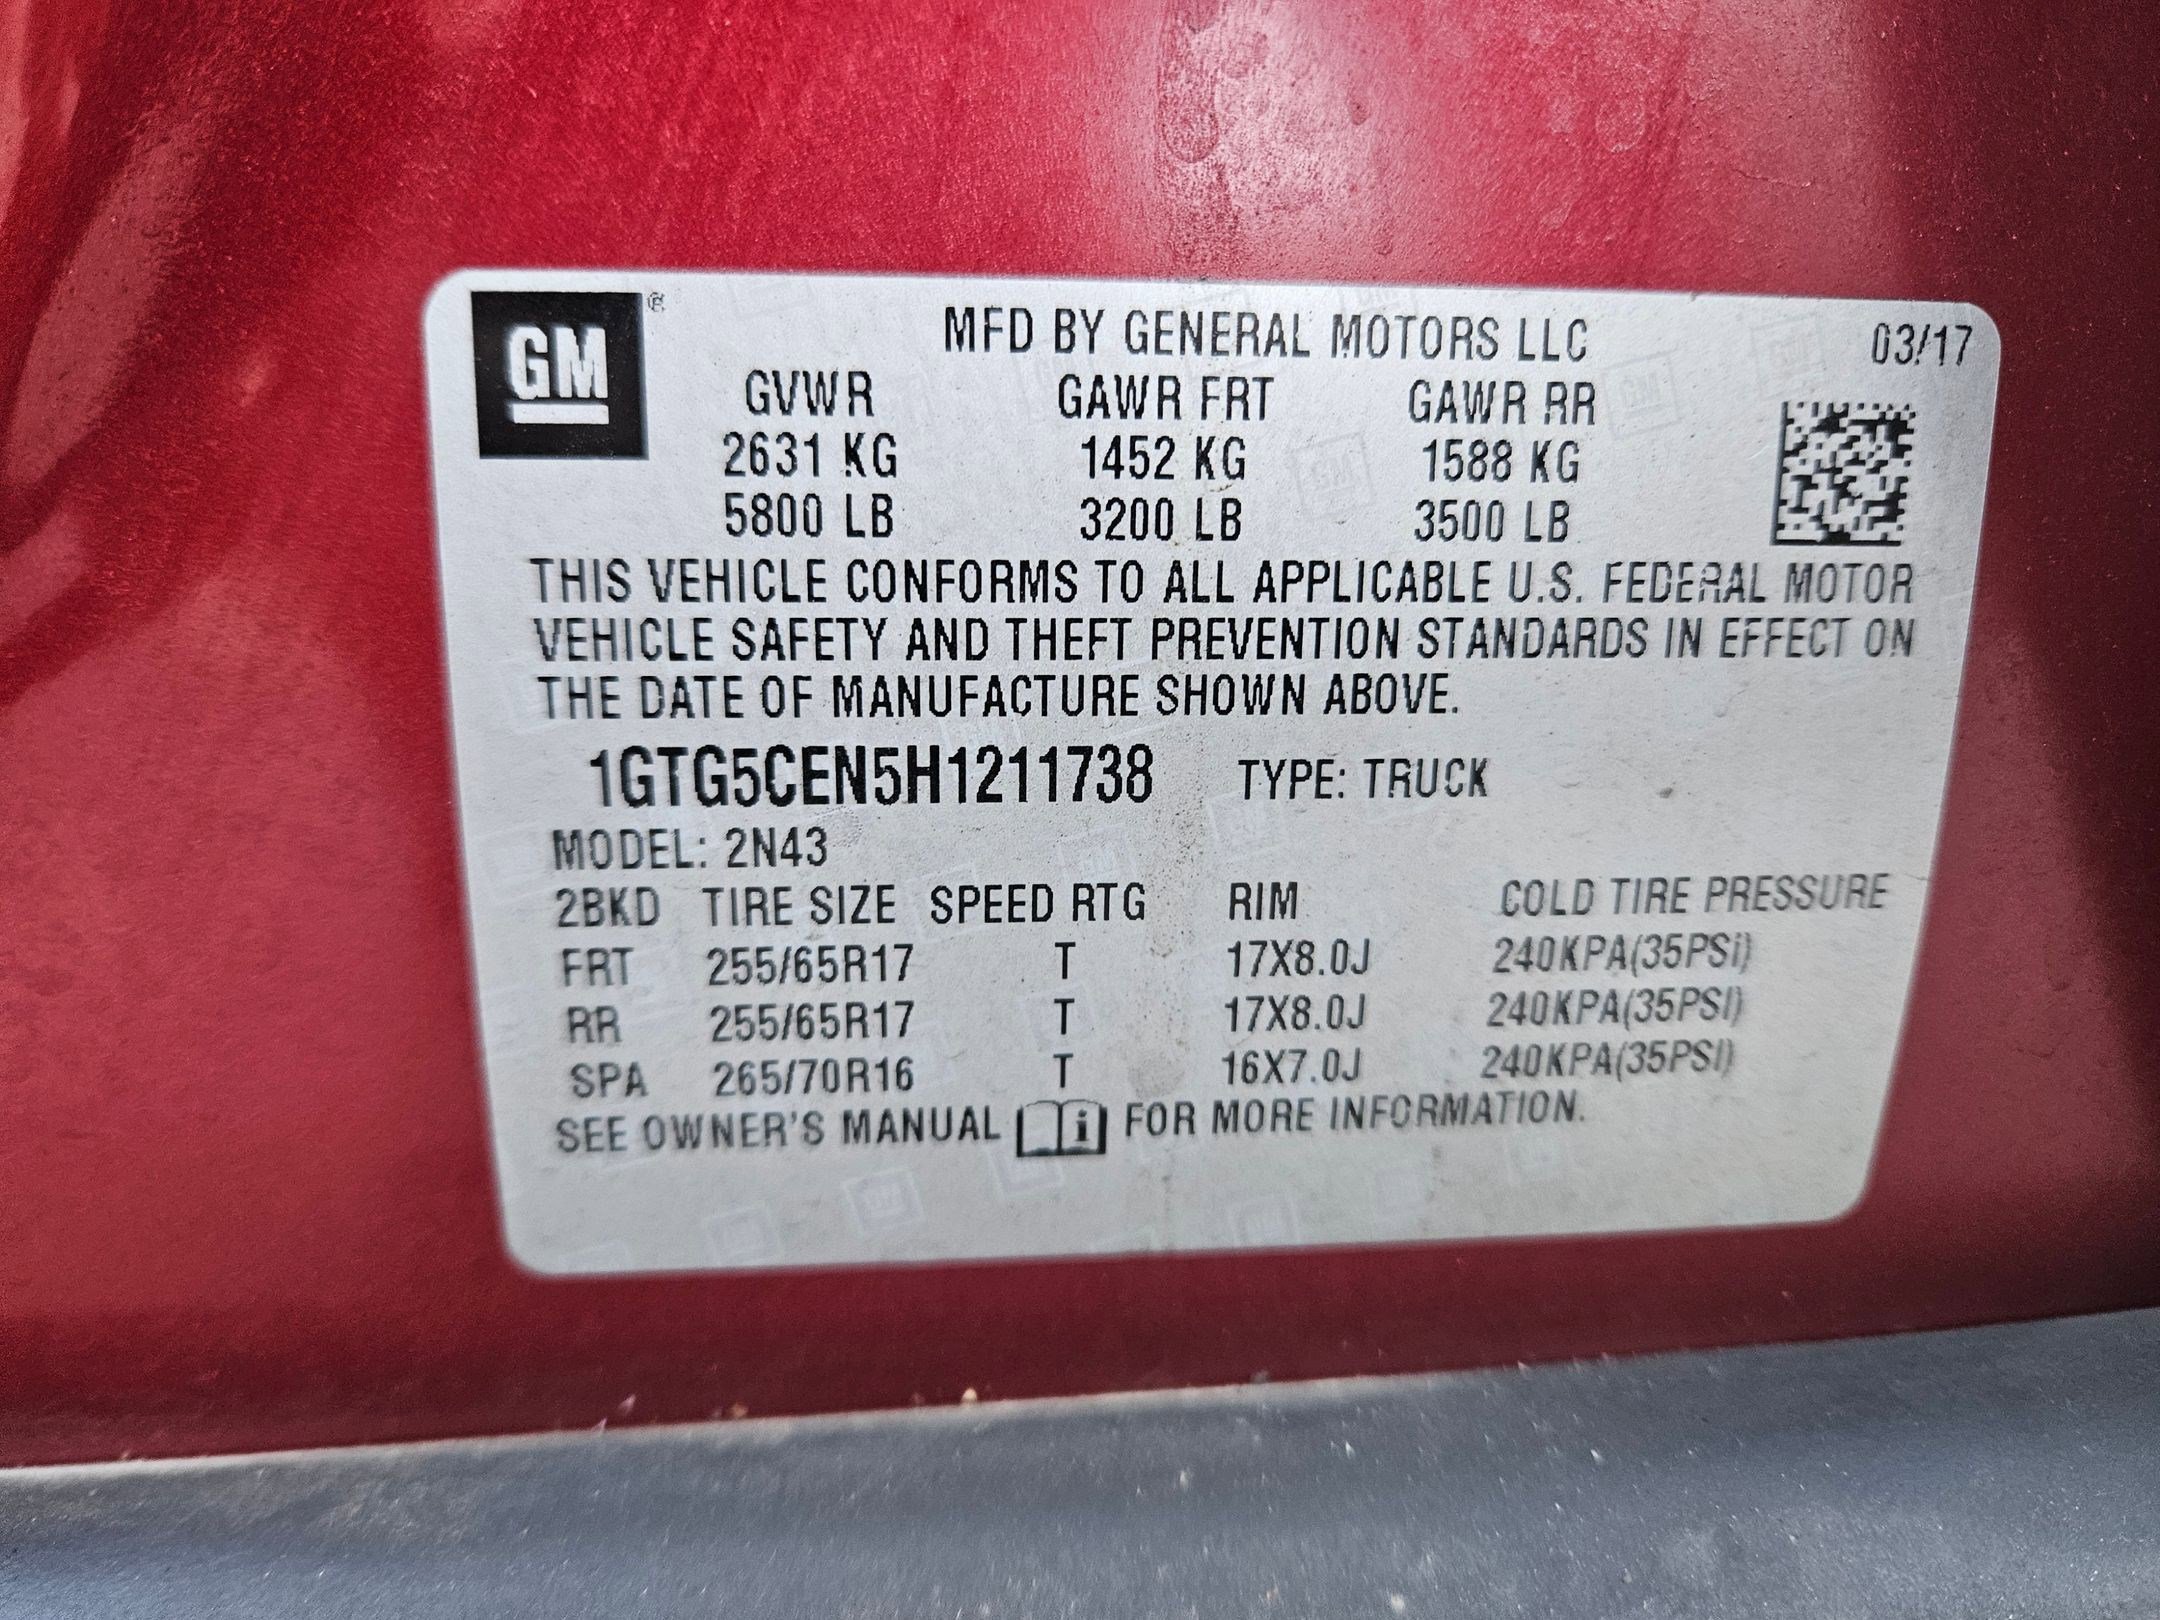 GM ®
MFD BY GENERAL MOTORS LLC 03/17
GVWR GAWR FRT GAWR RR
2631 KG 1452 KG 1588 KG
5800 LB 3200 LB 3500 LB
THIS VEHICLE CONFORMS TO ALL APPLICABLE U.S. FEDERAL MOTOR
VEHICLE SAFETY AND THEFT PREVENTION STANDARDS IN EFFECT ON
THE DATE OF MANUFACTURE SHOWN ABOVE.
1GTG5CEN5H1211738 TYPE: TRUCK
MODEL: 2N43
2BKD TIRE SIZE SPEED RTG RIM COLD TIRE PRESSURE
FRT 255/65R17 T 17X8.0J 240KPA(35PSI)
RR 255/65R17 T 17X8.0J 240KPA(35PSI)
SPA 265/70R16 T 16X7.0J 240KPA(35PSI)
SEE OWNER'S MANUAL i FOR MORE INFORMATION.